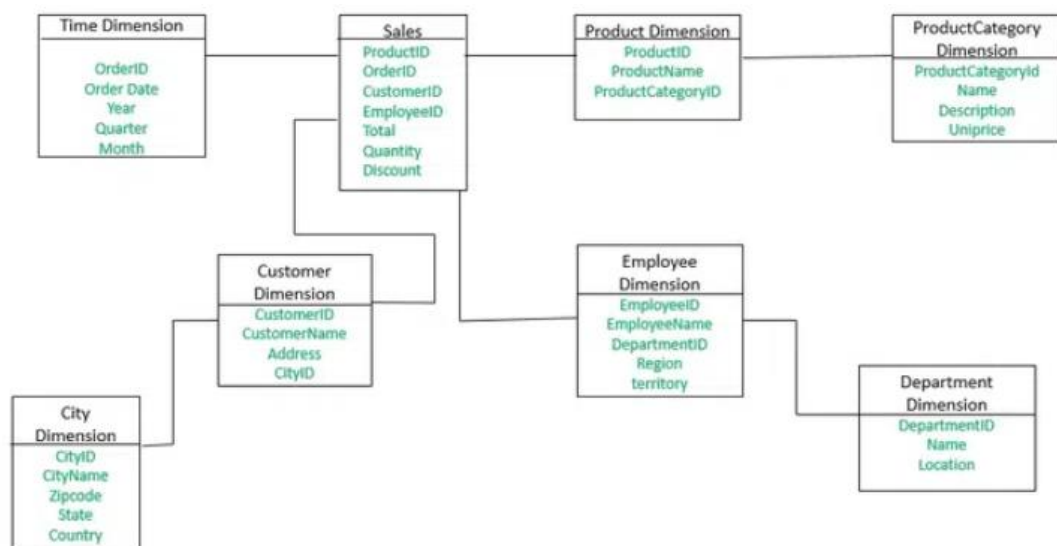 Time Dimension
OrderID
Order Date
Year
Quarter
Month
Sales
ProductID
OrderID
CustomerID
EmployeeID
Total
Quantity
Discount
Product Dimension
ProductID
ProductName
ProductCategoryID
ProductCategory
Dimension
ProductCategoryId
Name
Description
Uniprice
Customer
Dimension
CustomerID
CustomerName
Address
CityID
Employee
Dimension
EmployeeID
EmployeeName
DepartmentID
Region
territory
City
Dimension
CityID
CityName
Zipcode
State
Country
Department
Dimension
DepartmentID
Name
Location